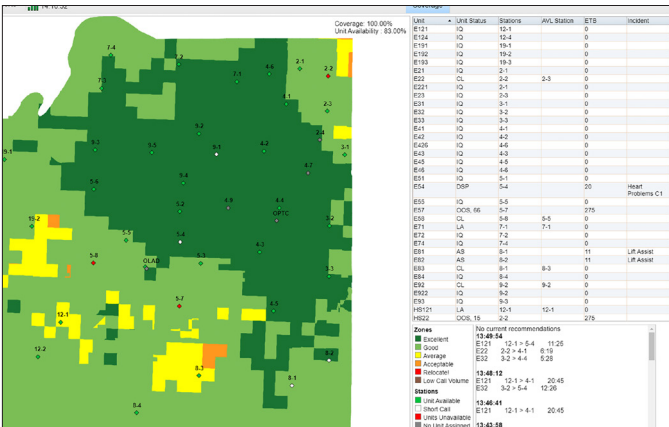 14:10:52
Coverage
Coverage: 100.00%
Unit Availability : 83.00%
7-4
7-2
7-3
7-1
4-6
2-1
2-2
4-1
2-3
2-4
5-2
9-1
4-2
3-1
9-1
4-7
5-6
9-4
5-2
4-9
4-4
OPTC
15-2
5-5
5-4
4-3
5-8
OLAD
5-7
4-5
12-1
12-2
8-3
8-2
8-1
8-4
Unit Unit Status Stations AVL Station ETS Incident
E121 IQ 12-1 0
E124 IQ 12-4 0
E191 IQ 19-1 0
E192 IQ 19-2 0
E193 IQ 19-3 0
E21 IQ 2-1 0
E22 CL 2-2 2-3 0
E221 IQ 2-1 0
E23 IQ 2-3 0
E31 IQ 3-1 0
E32 IQ 3-2 0
E33 IQ 3-3 0
E41 IQ 4-1 0
E42 IQ 4-2 0
E426 IQ 4-6 0
E43 IQ 4-3 0
E45 IQ 4-5 0
E46 IQ 4-6 0
E51 IQ 5-1 0
E54 DSP 5-4 20 Heart
Problems C1
E55 IQ 5-5 0
E57 OOS, 66 5-7 275
CL 5-8 5-5 0
E71 LA 7-1 7-1 0
E72 IQ 7-2 0
E74 IQ 7-4 0
E81 AS 8-1 11 Lift Assist
E82 AS 8-2 11 Lift Assist
E83 CL 8-1 8-3 0
E84 IQ 8-4 0
E92 CL 9-2 9-2 0
E922 IQ 9-2 0
E93 IQ 9-3 0
HS121 LA 12-1 12-1 0
HS22 OOS, 15 2-2 275
Zones
Excellent
Good
Average
Acceptable
Relocate!
Low Call Volume
Stations
Unit Available
Short Call
Units Unavailable
No Unit Assigned
No current recommendations
13:49:54
E121 12-1 > 5-4 11:25
E22 2-2 > 4-1 6:19
E32 3-2 > 4-4 5:28
13:48:12
E121 12-1 > 4-1 20:45
E32 3-2 > 5-4 12:26
13:46:41
E121 12-1 > 4-1 20:45
13:43:58